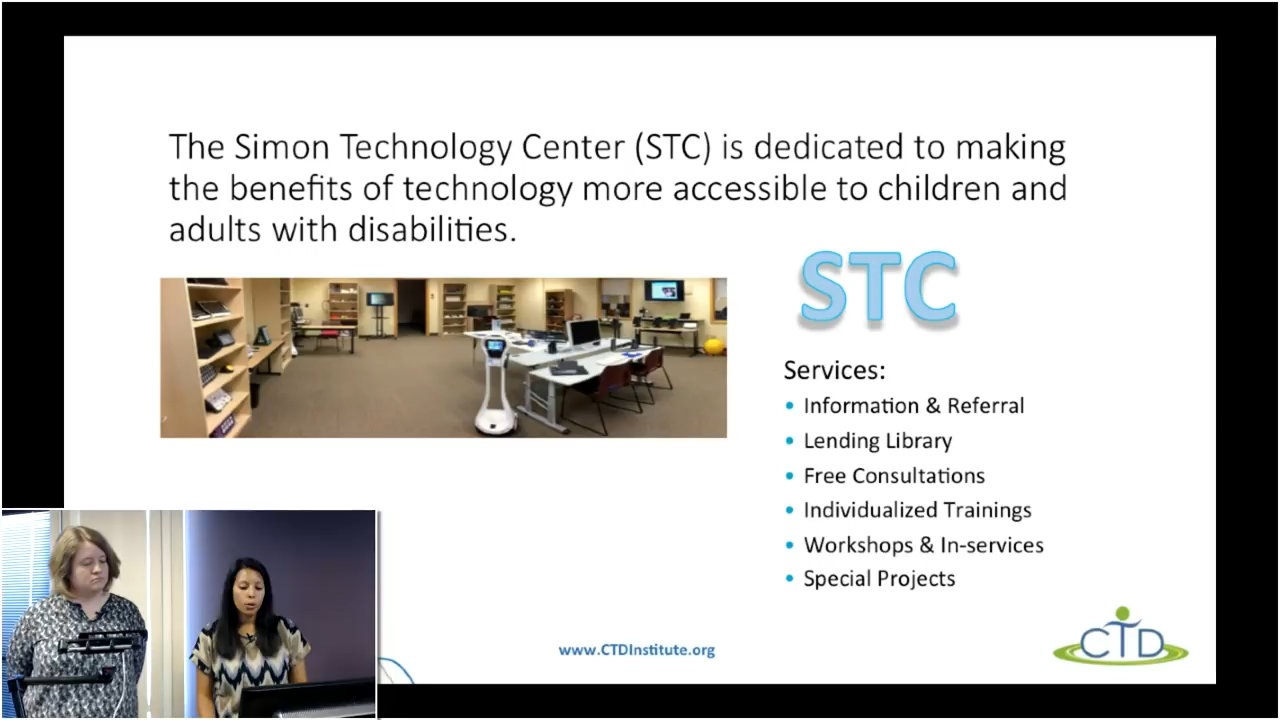 The Simon Technology Center (STC) is dedicated to making
the benefits of technology more accessible to children and
adults with disabilities.
STC
Services:
• Information & Referral
• Lending Library
• Free Consultations
• Individualized Trainings
• Workshops & In-services
• Special Projects
www.CTDInstitute.org
CTD